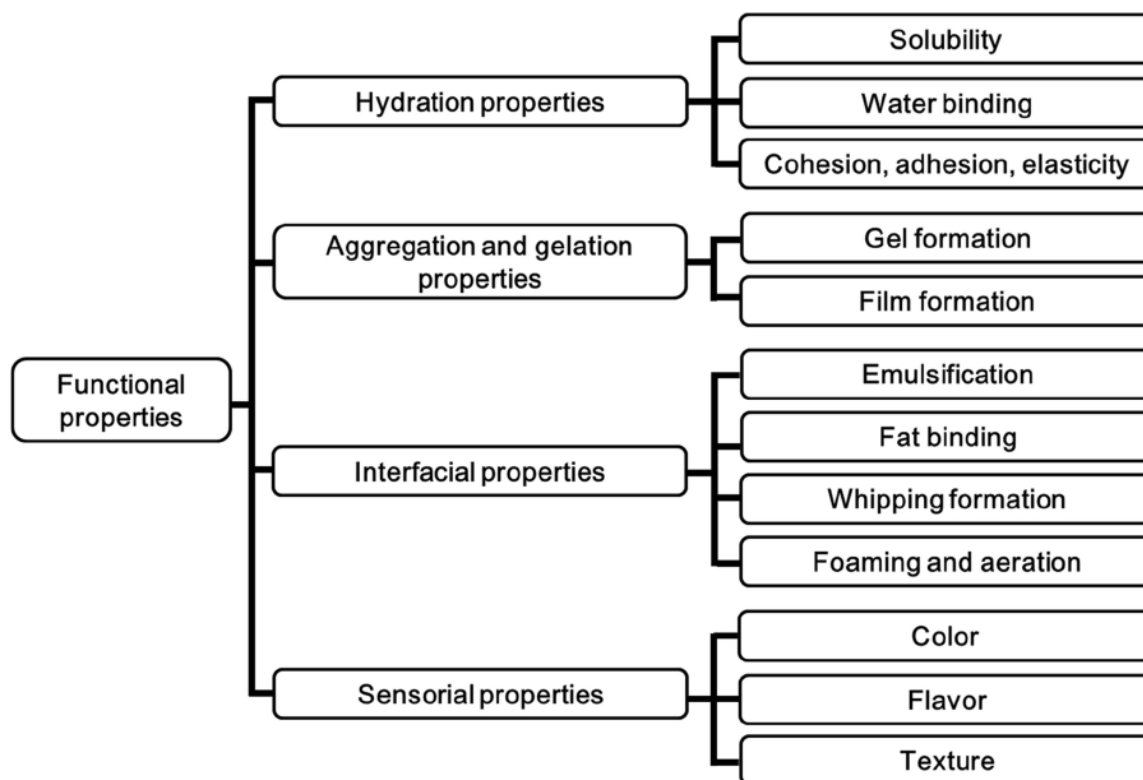 Functional
properties
Hydration properties
Solubility
Water binding
Cohesion, adhesion, elasticity
Aggregation and gelation
properties
Gel formation
Film formation
Interfacial properties
Emulsification
Fat binding
Whipping formation
Foaming and aeration
Sensorial properties
Color
Flavor
Texture